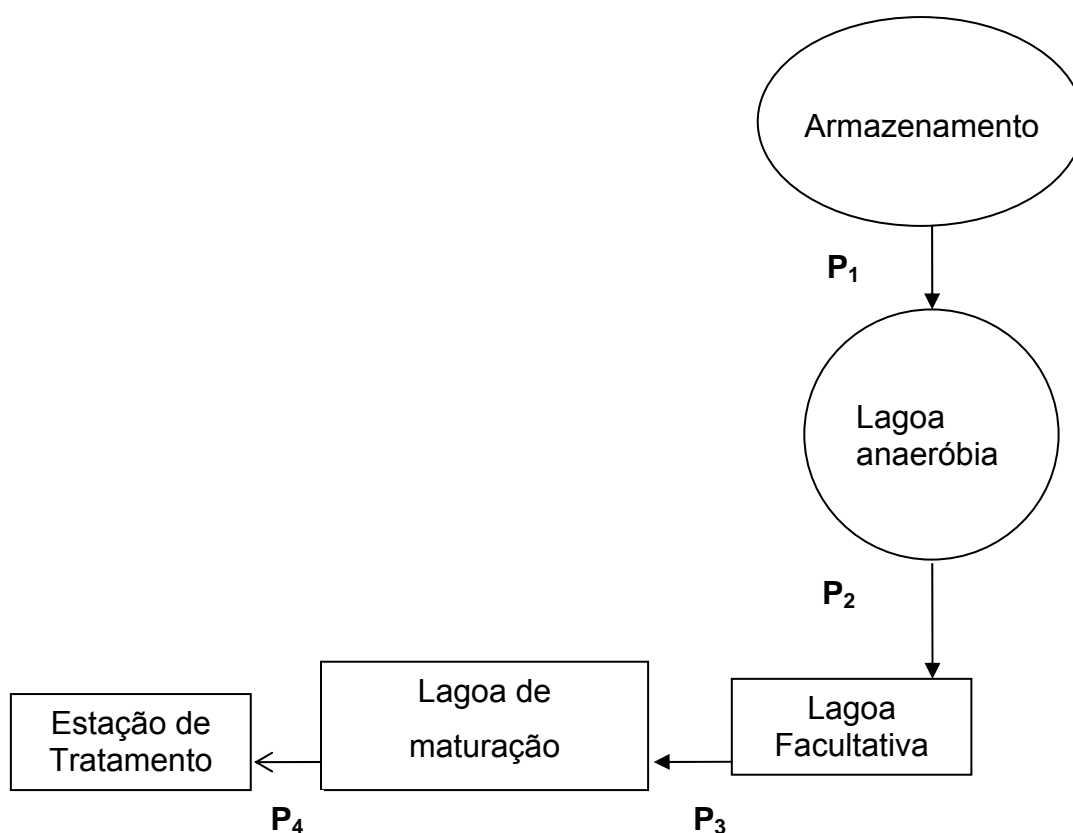 Armazenamento
P₁
Lagoa
anaeróbia
P₂
Lagoa
Facultativa
P₃
Lagoa de
maturação
P₄
Estação de
Tratamento